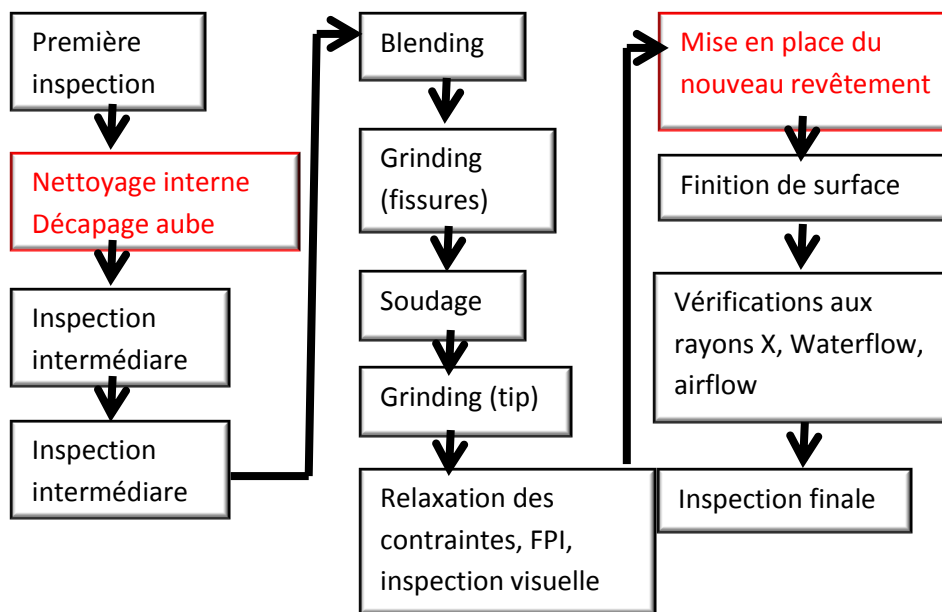 Première
inspection
Nettoyage interne
Décapage aube
Inspection
intermédiare
Inspection
intermédiare
Blending
Grinding
(fissures)
Soudage
Grinding (tip)
Relaxation des
contraintes, FPI,
inspection visuelle
Mise en place du
nouveau revêtement
Finition de surface
Vérifications aux
rayons X, Waterflow,
airflow
Inspection finale